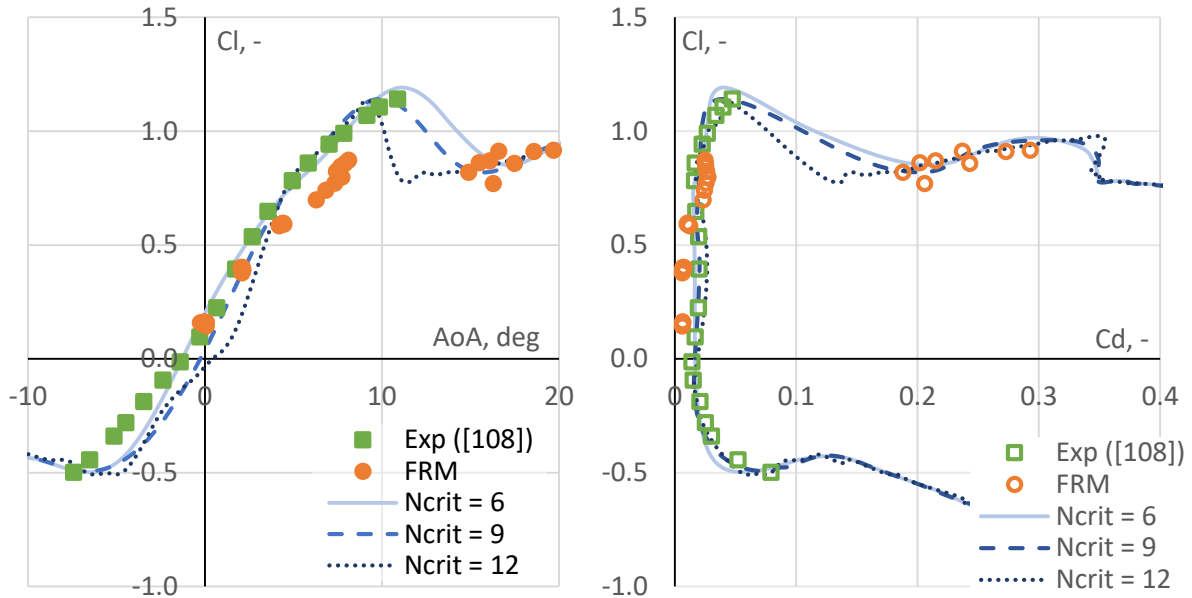 1.5
Cl, -
1.0
0.5
0.0
AoA, deg
-10
0
10
20
-0.5
-1.0
Exp ([108])
FRM
Ncrit = 6
Ncrit = 9
Ncrit = 12
1.5
Cl, -
1.0
0.5
0.0
Cd, -
0
0.1
0.2
0.3
0.4
-0.5
-1.0
Exp ([108])
FRM
Ncrit = 6
Ncrit = 9
Ncrit = 12